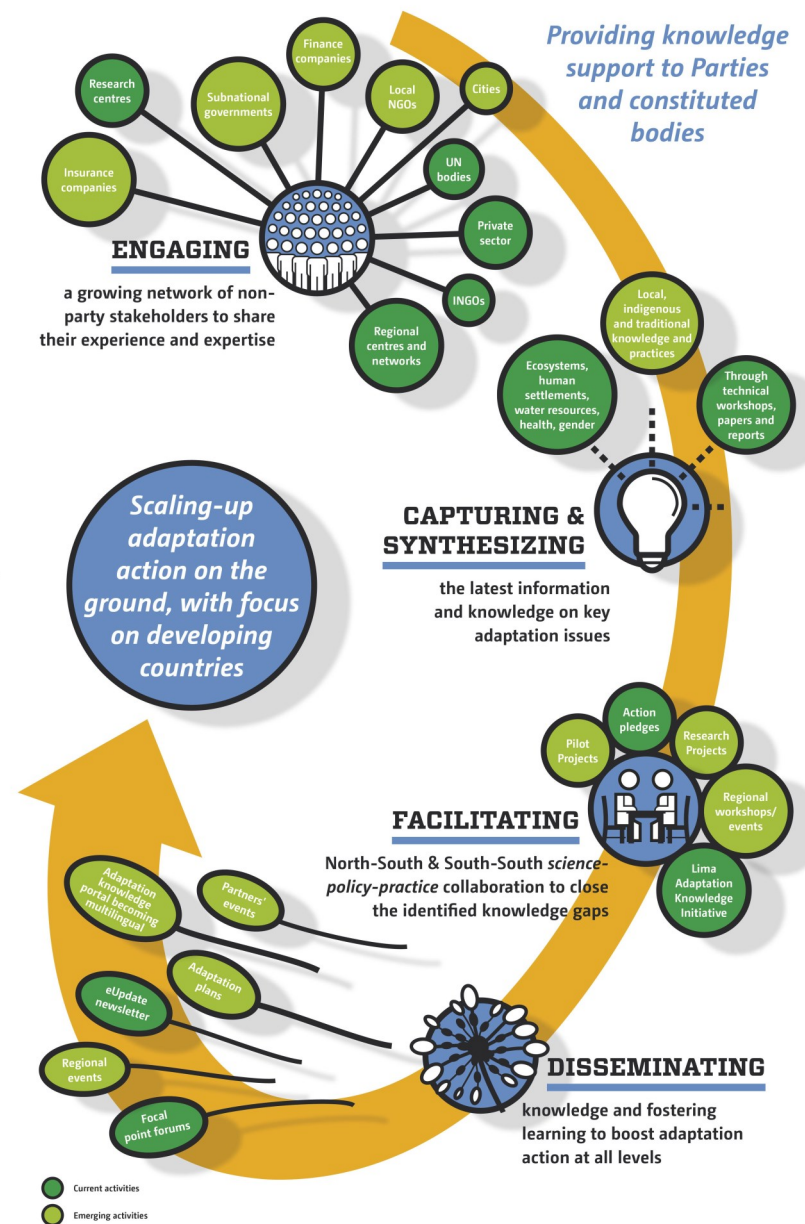 Providing knowledge
support to Parties
and constituted
bodies
Finance
companies
Research
centres
Subnational
governments
Local
NGOs
Cities
Insurance
companies
UN
bodies
Private
sector
INGOs
Regional
centres and
networks
ENGAGING
a growing network of non-
party stakeholders to share
their experience and expertise
Local,
indigenous
and traditional
knowledge and
practices
Ecosystems,
human
settlements,
water resources,
health, gender
Through
technical
workshops,
papers and
reports
CAPTURING &
SYNTHESIZING
the latest information
and knowledge on key
adaptation issues
Scaling-up
adaptation
action on the
ground, with focus
on developing
countries
Pilot
Projects
Action
pledges
Research
Projects
Regional
workshops/
events
Lima
Adaptation
Knowledge
Initiative
FACILITATING
North-South & South-South science-
policy-practice collaboration to close
the identified knowledge gaps
Adaptation
knowledge
portal becoming
multilingual
Partners'
events
eUpdate
newsletter
Adaptation
plans
Regional
events
Focal
point forums
DISSEMINATING
knowledge and fostering
learning to boost adaptation
action at all levels
Current activities
Emerging activities